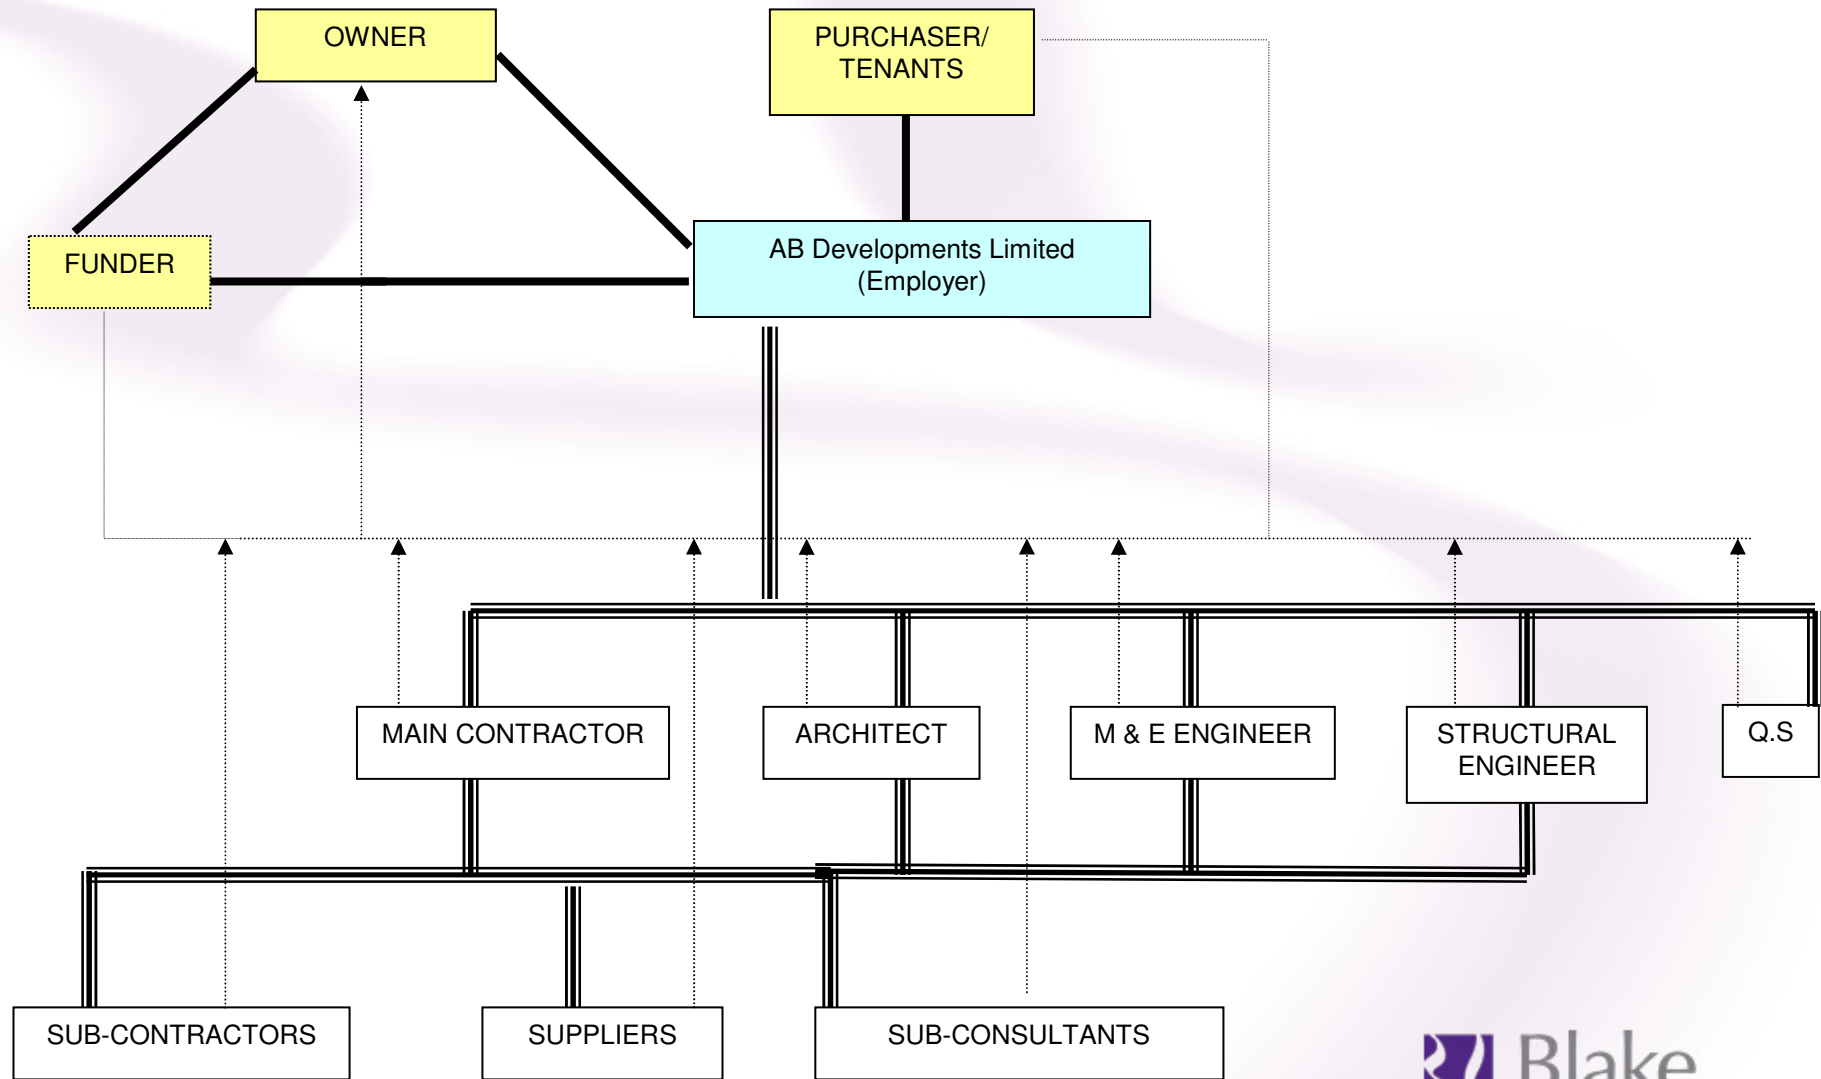 OWNER
PURCHASER/
TENANTS
FUNDER
AB Developments Limited
(Employer)
MAIN CONTRACTOR
ARCHITECT
M & E ENGINEER
STRUCTURAL
ENGINEER
Q.S
SUB-CONTRACTORS
SUPPLIERS
SUB-CONSULTANTS
Blake